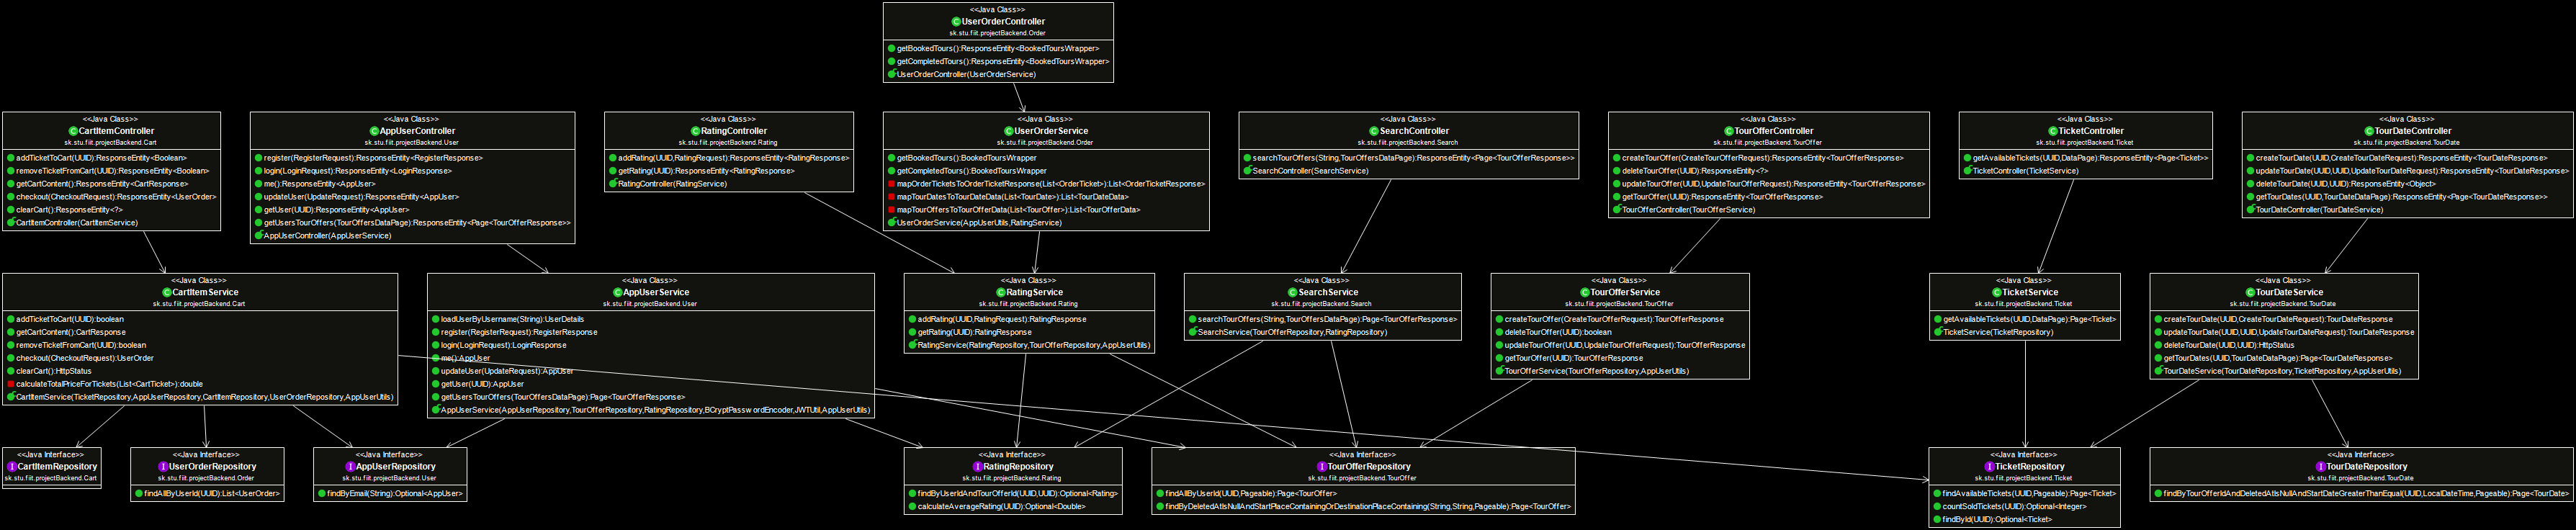 <<Java Class>>
UserOrderController
sk.stu.fiit.projectBackend.Order
getBookedTours():ResponseEntity<BookedToursWrapper>
getCompletedTours():ResponseEntity<BookedToursWrapper>
UserOrderController(UserOrderService)
<<Java Class>>
CartItemController
sk.stu.fiit.projectBackend.Cart
addTicketToCart(UUID):ResponseEntity<Boolean>
removeTicketFromCart(UUID):ResponseEntity<Boolean>
getCartContent():ResponseEntity<CartResponse>
checkout(CheckoutRequest):ResponseEntity<UserOrder>
clearCart():ResponseEntity<?>
CartItemController(CartItemService)
<<Java Class>>
AppUserController
sk.stu.fiit.projectBackend.User
register(RegisterRequest):ResponseEntity<RegisterResponse>
login(LoginRequest):ResponseEntity<LoginResponse>
me():ResponseEntity<AppUser>
updateUser(UpdateRequest):ResponseEntity<AppUser>
getUser(UUID):ResponseEntity<AppUser>
getUsersTourOffers(TourOffersDataPage):ResponseEntity<Page<TourOfferResponse>>
AppUserController(AppUserService)
<<Java Class>>
RatingController
sk.stu.fiit.projectBackend.Rating
addRating(UUID,RatingRequest):ResponseEntity<RatingResponse>
getRating(UUID):ResponseEntity<RatingResponse>
RatingController(RatingService)
<<Java Class>>
UserOrderService
sk.stu.fiit.projectBackend.Order
getBookedTours():BookedToursWrapper
getCompletedTours():BookedToursWrapper
mapOrderTicketsToOrderTicketResponse(List<OrderTicket>):List<OrderTicketResponse>
mapTourDatesToTourDateData(List<TourDate>):List<TourDateData>
mapTourOffersToTourOfferData(List<TourOffer>):List<TourOfferData>
UserOrderService(AppUserUtils,RatingService)
<<Java Class>>
SearchController
sk.stu.fiit.projectBackend.Search
searchTourOffers(String,TourOffersDataPage):ResponseEntity<Page<TourOfferResponse>>
SearchController(SearchService)
<<Java Class>>
TourOfferController
sk.stu.fiit.projectBackend.TourOffer
createTourOffer(CreateTourOfferRequest):ResponseEntity<TourOfferResponse>
deleteTourOffer(UUID):ResponseEntity<?>
updateTourOffer(UUID,UpdateTourOfferRequest):ResponseEntity<TourOfferResponse>
getTourOffer(UUID):ResponseEntity<TourOfferResponse>
TourOfferController(TourOfferService)
<<Java Class>>
TicketController
sk.stu.fiit.projectBackend.Ticket
getAvailableTickets(UUID,DataPage):ResponseEntity<Page<Ticket>>
TicketController(TicketService)
<<Java Class>>
TourDateController
sk.stu.fiit.projectBackend.TourDate
createTourDate(UUID,CreateTourDateRequest):ResponseEntity<TourDateResponse>
updateTourDate(UUID,UUID,UpdateTourDateRequest):ResponseEntity<TourDateResponse>
deleteTourDate(UUID,UUID):ResponseEntity<Object>
getTourDates(UUID,TourDateDataPage):ResponseEntity<Page<TourDateResponse>>
TourDateController(TourDateService)
<<Java Class>>
CartItemService
sk.stu.fiit.projectBackend.Cart
addTicketToCart(UUID):boolean
getCartContent():CartResponse
removeTicketFromCart(UUID):boolean
checkout(CheckoutRequest):UserOrder
clearCart():HttpStatus
calculateTotalPriceForTickets(List<CartTicket>):double
CartItemService(TicketRepository,AppUserRepository,CartItemRepository,UserOrderRepository,AppUserUtils)
<<Java Class>>
AppUserService
sk.stu.fiit.projectBackend.User
loadUserByUsername(String):UserDetails
register(RegisterRequest):RegisterResponse
login(LoginRequest):LoginResponse
me():AppUser
updateUser(UpdateRequest):AppUser
getUser(UUID):AppUser
getUsersTourOffers(TourOffersDataPage):Page<TourOfferResponse>
AppUserService(AppUserRepository,TourOfferRepository,RatingRepository,BCryptPassw ordEncoder,JWTUtil,AppUserUtils)
<<Java Class>>
RatingService
sk.stu.fiit.projectBackend.Rating
addRating(UUID,RatingRequest):RatingResponse
getRating(UUID):RatingResponse
RatingService(RatingRepository,TourOfferRepository,AppUserUtils)
<<Java Class>>
SearchService
sk.stu.fiit.projectBackend.Search
searchTourOffers(String,TourOffersDataPage):Page<TourOfferResponse>
SearchService(TourOfferRepository,RatingRepository)
<<Java Class>>
TourOfferService
sk.stu.fiit.projectBackend.TourOffer
createTourOffer(CreateTourOfferRequest):TourOfferResponse
deleteTourOffer(UUID):boolean
updateTourOffer(UUID,UpdateTourOfferRequest):TourOfferResponse
getTourOffer(UUID):TourOfferResponse
TourOfferService(TourOfferRepository,AppUserUtils)
<<Java Class>>
TicketService
sk.stu.fiit.projectBackend.Ticket
getAvailableTickets(UUID,DataPage):Page<Ticket>
TicketService(TicketRepository)
<<Java Class>>
TourDateService
sk.stu.fiit.projectBackend.TourDate
createTourDate(UUID,CreateTourDateRequest):TourDateResponse
updateTourDate(UUID,UUID,UpdateTourDateRequest):TourDateResponse
deleteTourDate(UUID,UUID):HttpStatus
getTourDates(UUID,TourDateDataPage):Page<TourDateResponse>
TourDateService(TourDateRepository,TicketRepository,AppUserUtils)
<<Java Interface>>
CartItemRepository
sk.stu.fiit.projectBackend.Cart
<<Java Interface>>
UserOrderRepository
sk.stu.fiit.projectBackend.Order
findAllByUserId(UUID):List<UserOrder>
<<Java Interface>>
AppUserRepository
sk.stu.fiit.projectBackend.User
findByEmail(String):Optional<AppUser>
<<Java Interface>>
RatingRepository
sk.stu.fiit.projectBackend.Rating
findByUserIdAndTourOfferId(UUID,UUID):Optional<Rating>
calculateAverageRating(UUID):Optional<Double>
<<Java Interface>>
TourOfferRepository
sk.stu.fiit.projectBackend.TourOffer
findAllByUserId(UUID,Pageable):Page<TourOffer>
findByDeletedAtIsNullAndStartPlaceContainingOrDestinationPlaceContaining(String,String,Pageable):Page<TourOffer>
<<Java Interface>>
TicketRepository
sk.stu.fiit.projectBackend.Ticket
findAvailableTickets(UUID,Pageable):Page<Ticket>
countSoldTickets(UUID):Optional<Integer>
findById(UUID):Optional<Ticket>
<<Java Interface>>
TourDateRepository
sk.stu.fiit.projectBackend.TourDate
findByTourOfferIdAndDeletedAtIsNullAndStartDateGreaterThanEqual(UUID,LocalDateTime,Pageable):Page<TourDate>